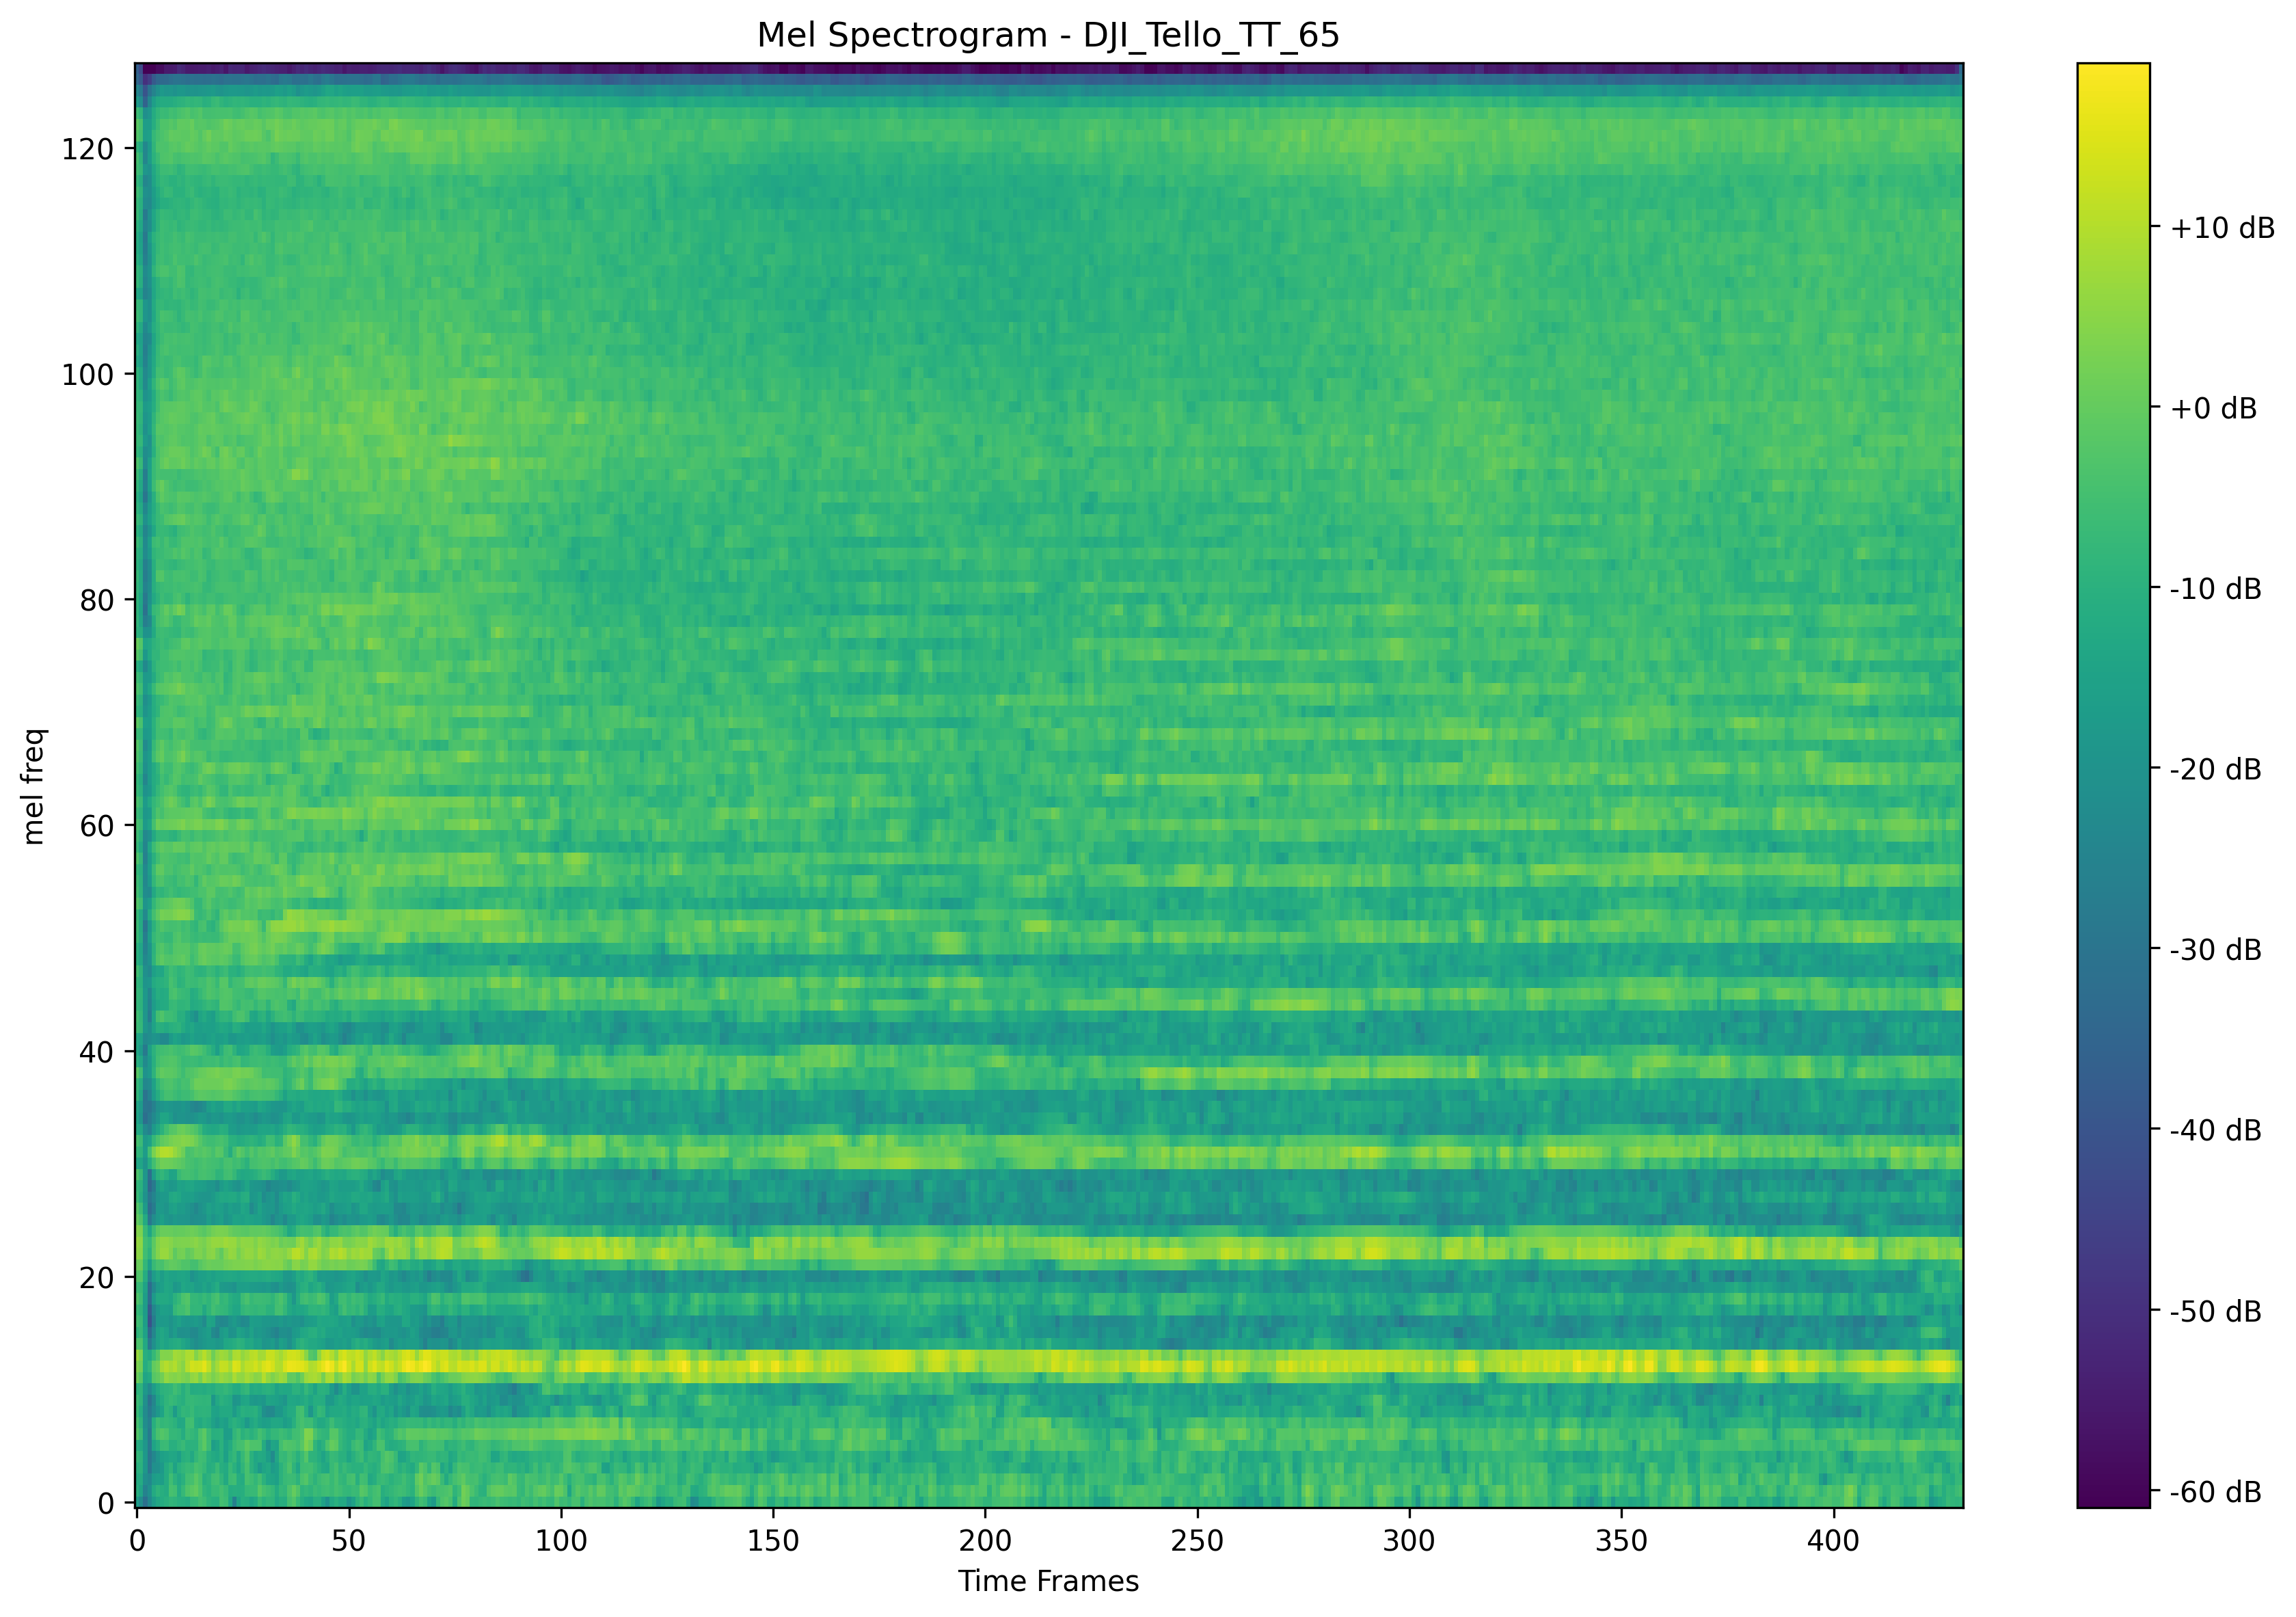 Mel Spectrogram - DJI_Tello_TT_65
mel freq
120
100
80
60
40
20
0
0 50 100 150 200 250 300 350 400
Time Frames
+10 dB
+0 dB
-10 dB
-20 dB
-30 dB
-40 dB
-50 dB
-60 dB